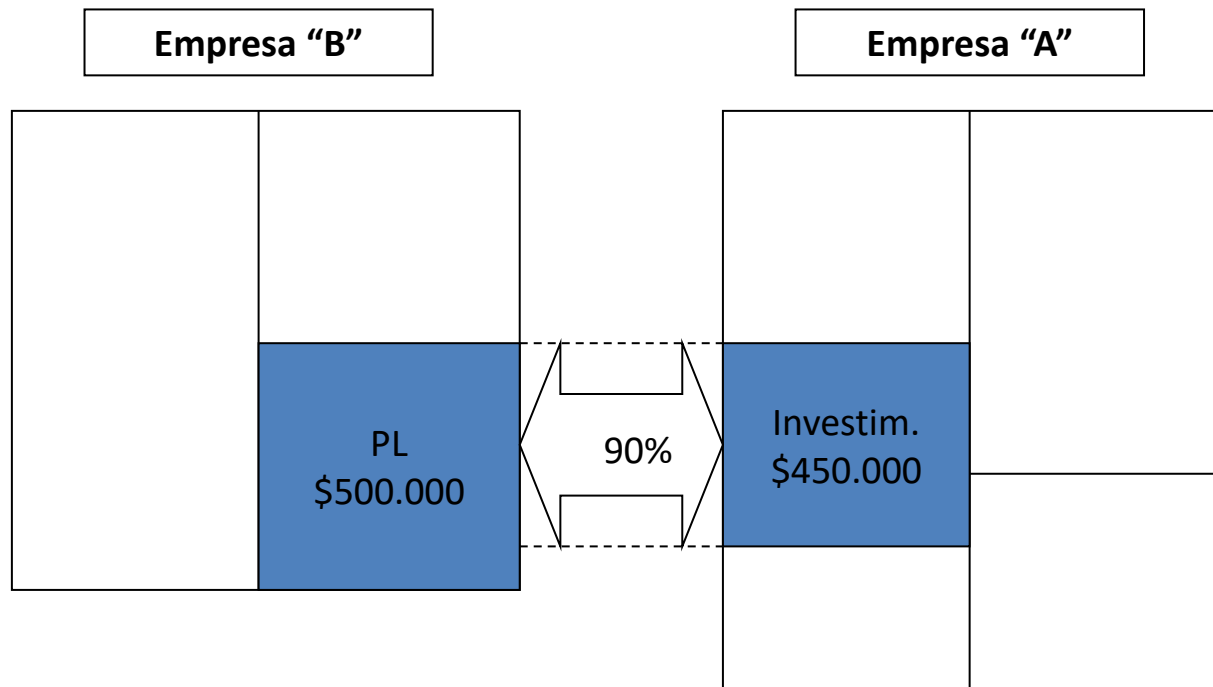 Empresa “B”
Empresa “A”
PL
$500.000
90%
Investim.
$450.000